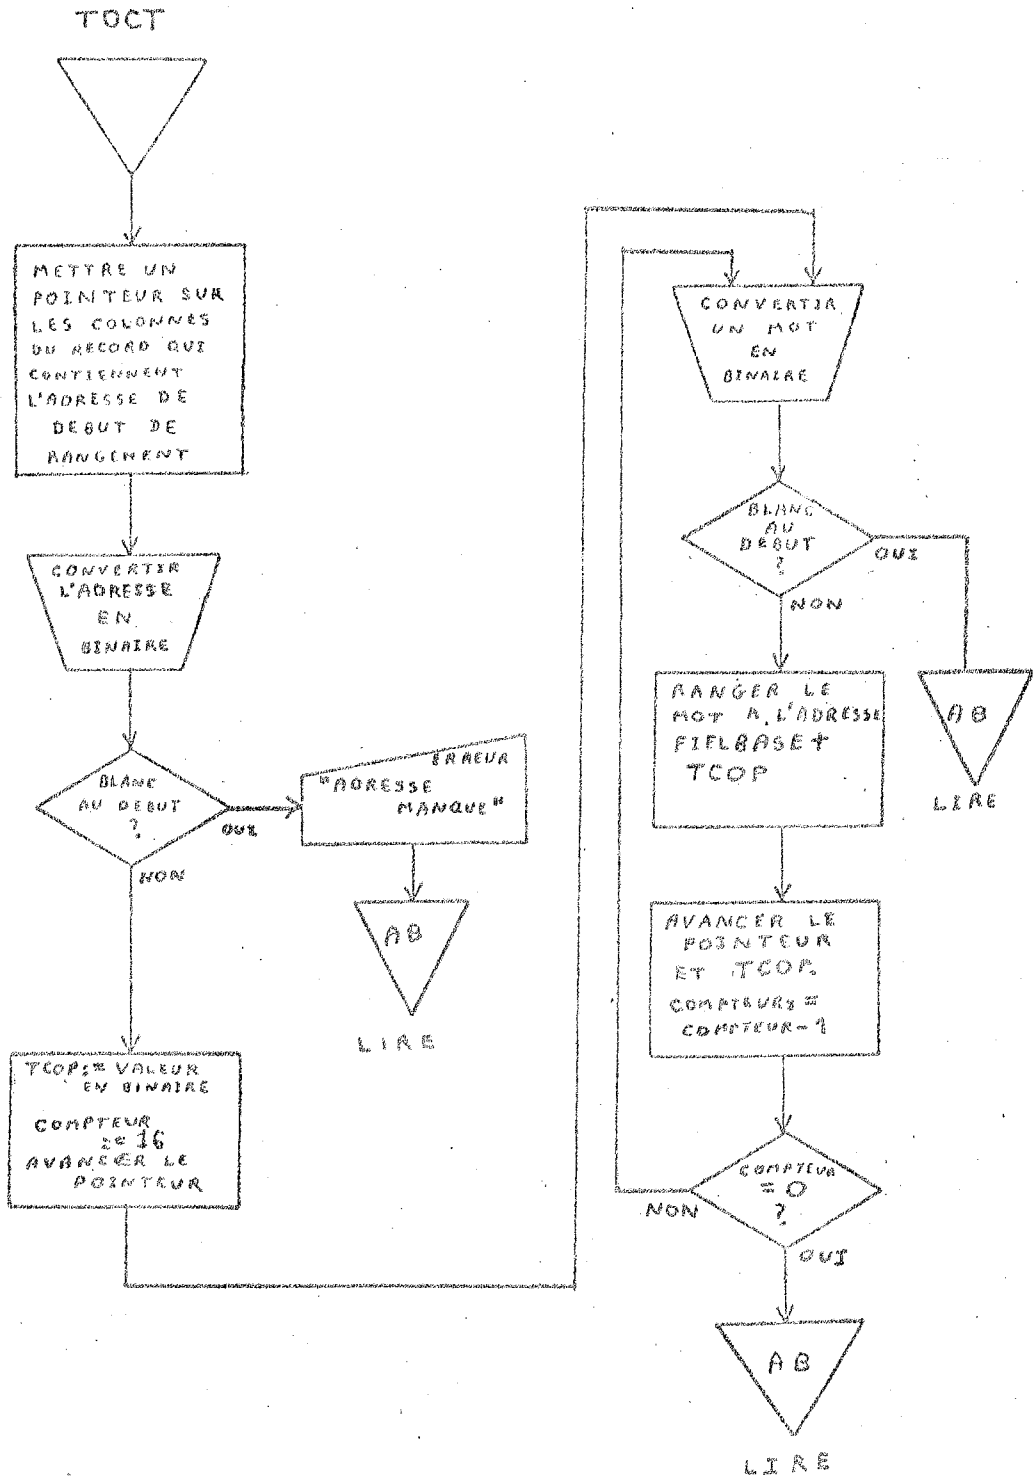 TOCT
METTRE UN
POINTEUR SUR
LES COLONNES
DU RECORD QUI
CONTIENNENT
L'ADRESSE DE
DEBUT DE
RANGEMENT
CONVERTIR
L'ADRESSE
EN
BINAIRE
BLANC
AU DEBUT
?
OUI
NON
ERREUR
"ADRESSE
MANQUE"
AB
LIRE
TCOP:= VALEUR
EN BINAIRE
COMPTEUR
:= 16
AVANCER LE
POINTEUR
CONVERTIR
UN MOT
EN
BINAIRE
BLANC
AU
DEBUT
?
OUI
NON
AB
LIRE
RANGER LE
MOT A L'ADRESSE
FIELBASE+
TCOP
AVANCER LE
POINTEUR
ET TCOP.
COMPTEUR:=
COMPTEUR-1
COMPTEUR
= 0
?
NON
OUI
AB
LIRE